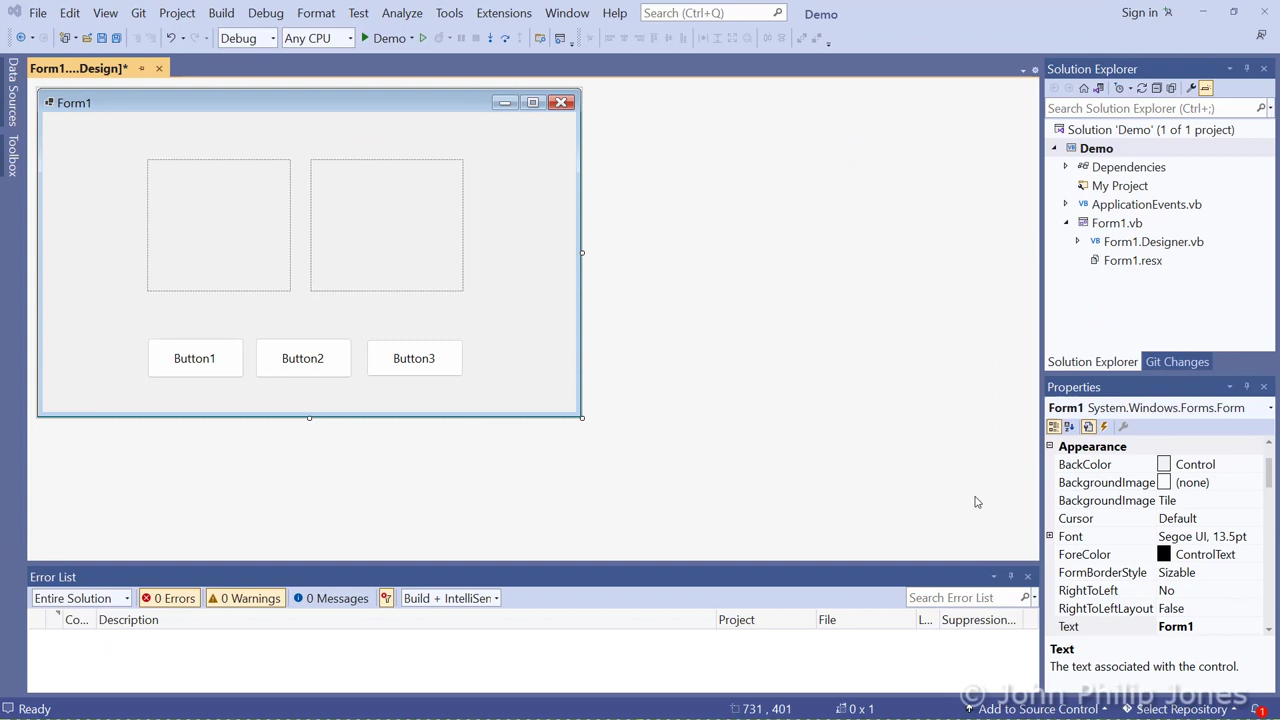 File Edit View Git Project Build Debug Format Test Analyze Tools Extensions Window Help Search (Ctrl+Q) Demo Sign in
Debug Any CPU Demo
Data Sources
Toolbox
Form1....Design]*
Form1
Button1 Button2 Button3
Solution Explorer
Search Solution Explorer (Ctrl+;)
Solution 'Demo' (1 of 1 project)
VB Demo
Dependencies
My Project
VB ApplicationEvents.vb
Form1.vb
VB Form1.Designer.vb
Form1.resx
Solution Explorer Git Changes
Properties
Form1 System.Windows.Forms.Form
Appearance
BackColor Control
BackgroundImage (none)
BackgroundImage Tile
Cursor Default
Font Segoe UI, 13.5pt
ForeColor ControlText
FormBorderStyle Sizable
RightToLeft No
RightToLeftLayout False
Text Form1
Text
The text associated with the control.
Error List
Entire Solution 0 Errors 0 Warnings 0 Messages Build + IntelliSen Search Error List
Co... Description Project File L... Suppression...
© John Philip Jones
Ready 731, 401 0 x 1 Add to Source Control Select Repository 1